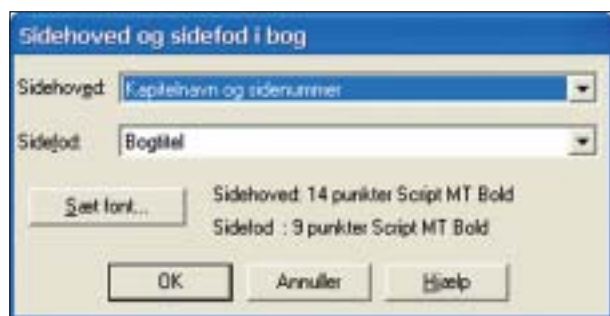 Sidehoved og sidefod i bog
Sidehoved: Kapitelnavn og sidenummer
Sidefod: Bogtitel
Sæt font... Sidehoved: 14 punkter Script MT Bold
Sidefod : 9 punkter Script MT Bold
OK Annuller Hjælp